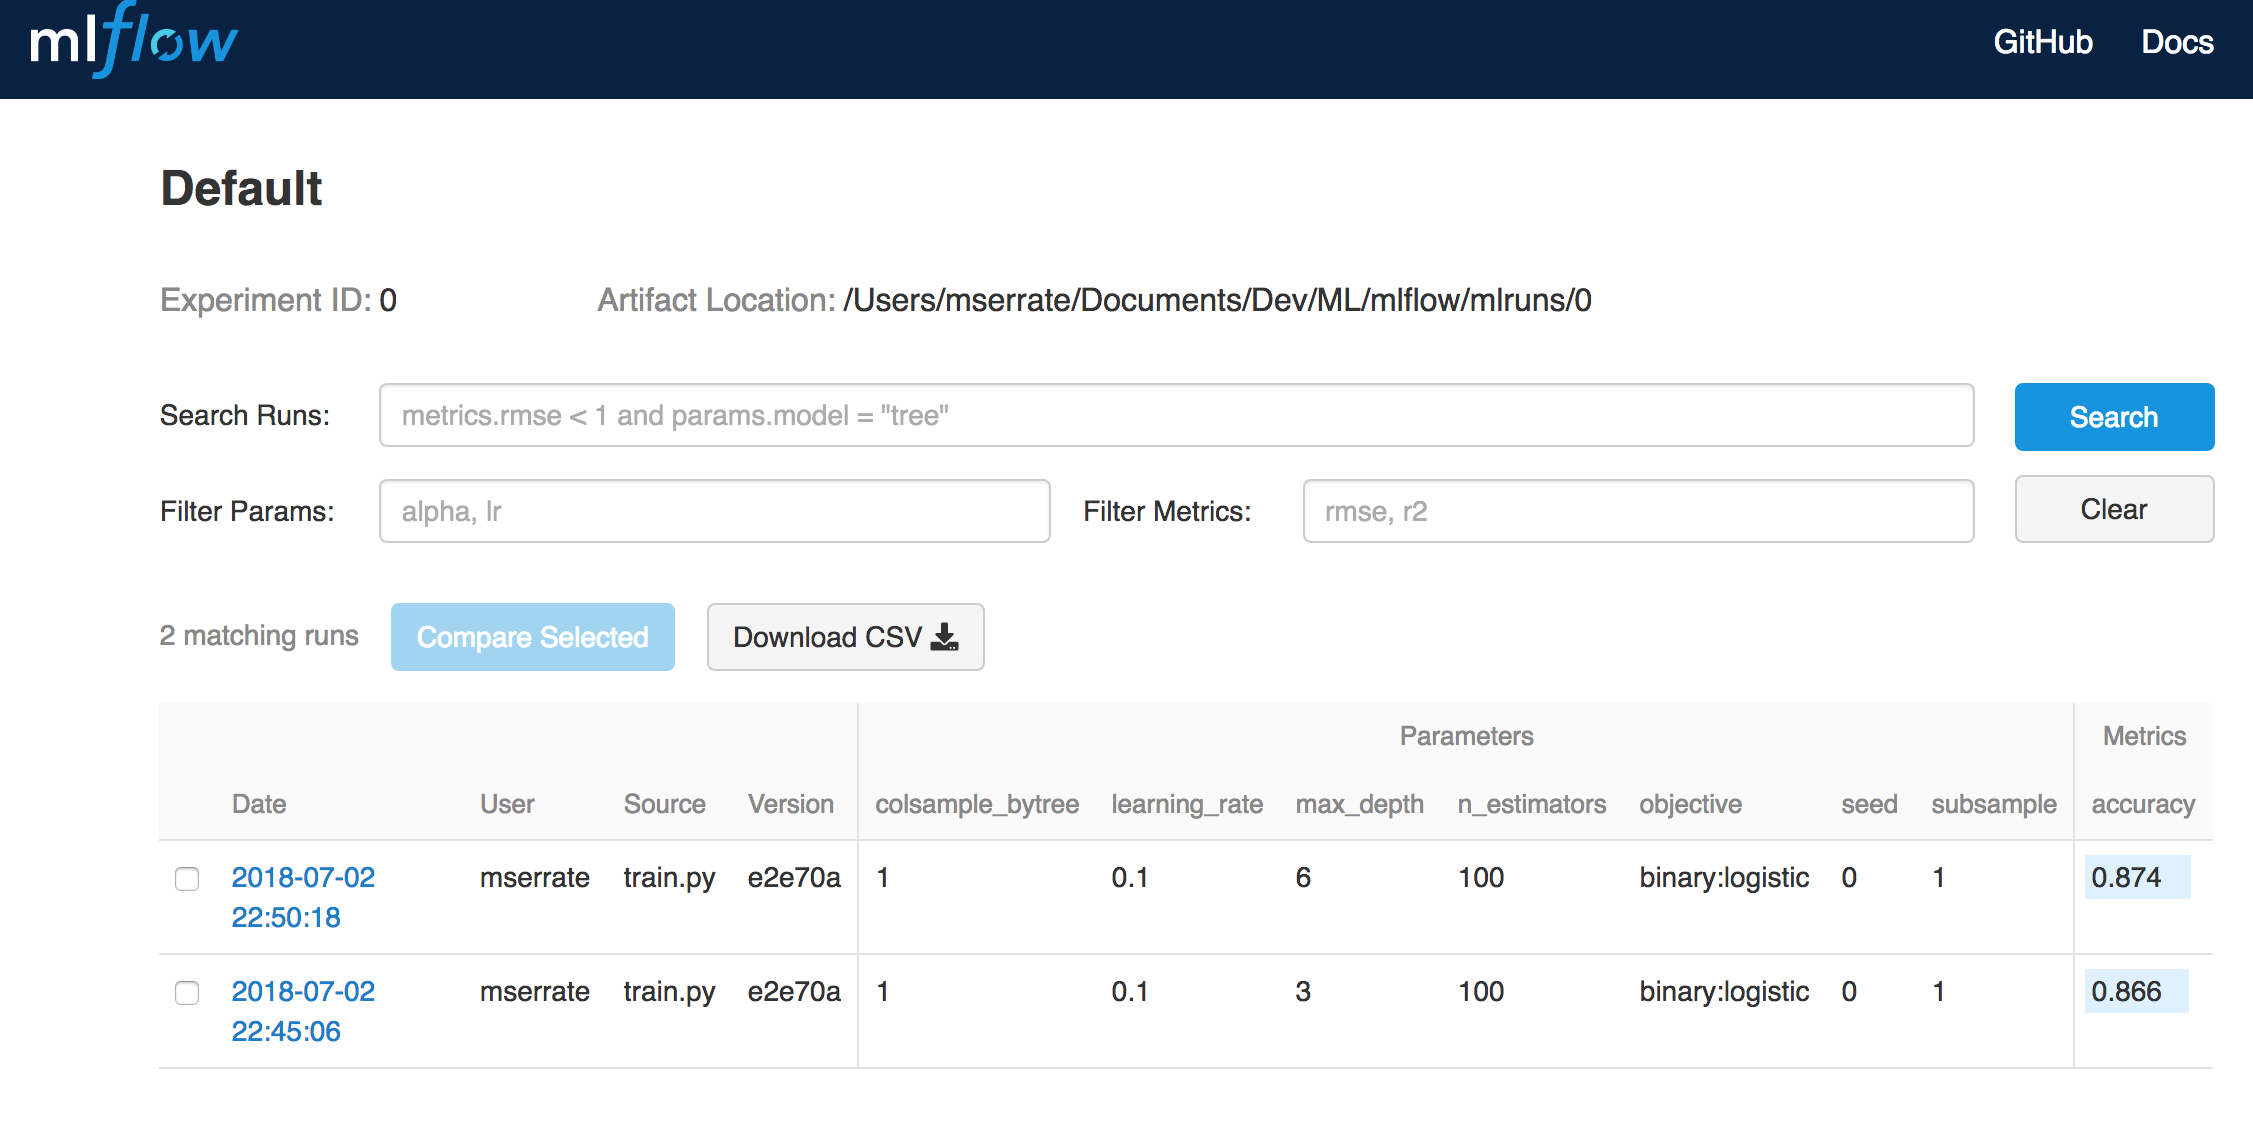 mlflow GitHub Docs
Default
Experiment ID: 0 Artifact Location: /Users/mserrate/Documents/Dev/ML/mlflow/mlruns/0
Search Runs: metrics.rmse < 1 and params.model = "tree" Search
Filter Params: alpha, lr Filter Metrics: rmse, r2 Clear
2 matching runs Compare Selected Download CSV
Parameters Metrics
Date User Source Version colsample_bytree learning_rate max_depth n_estimators objective seed subsample accuracy
2018-07-02 mserrate train.py e2e70a 1 0.1 6 100 binary:logistic 0 1 0.874
22:50:18
2018-07-02 mserrate train.py e2e70a 1 0.1 3 100 binary:logistic 0 1 0.866
22:45:06